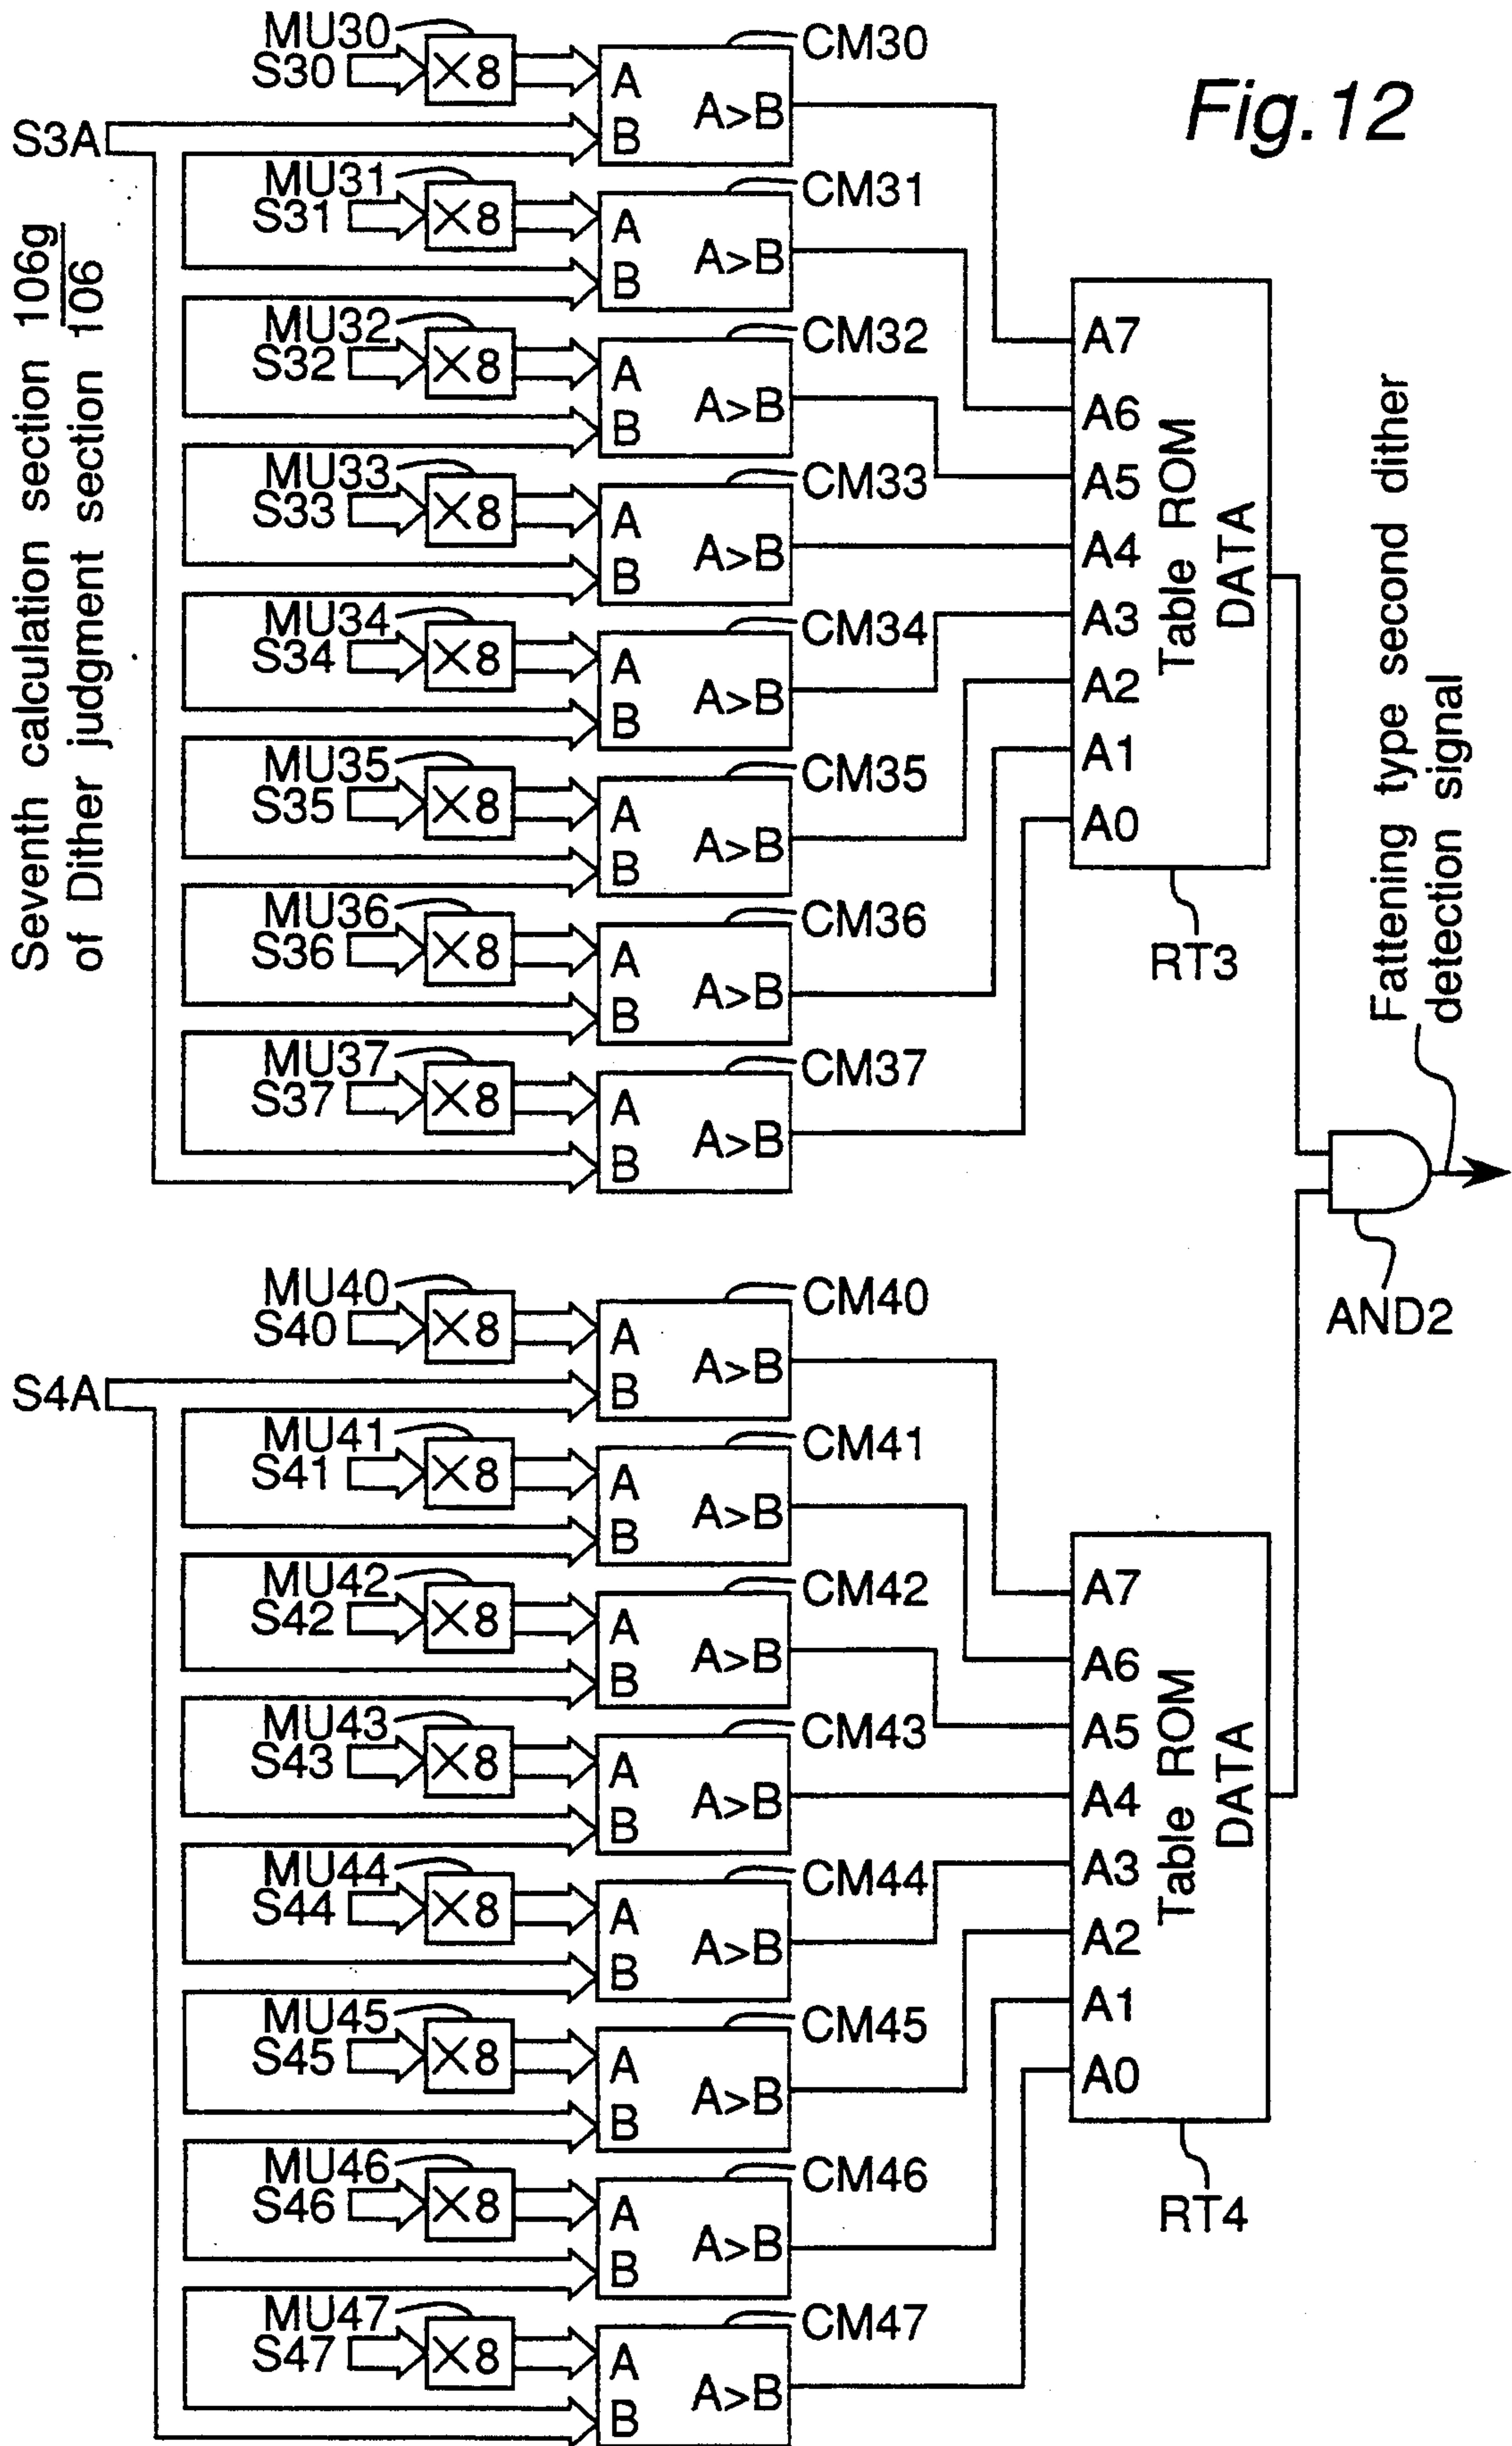 Fig.12
Seventh calculation section 106g
of Dither judgment section 106
MU30
S30
×8
A
B
A>B
CM30
S3A
MU31
S31
×8
A
B
A>B
CM31
MU32
S32
×8
A
B
A>B
CM32
MU33
S33
×8
A
B
A>B
CM33
MU34
S34
×8
A
B
A>B
CM34
MU35
S35
×8
A
B
A>B
CM35
MU36
S36
×8
A
B
A>B
CM36
MU37
S37
×8
A
B
A>B
CM37
A7
A6
A5
A4
A3
A2
A1
A0
Table ROM
DATA
RT3
Fattening type second dither
detection signal
AND2
MU40
S40
×8
A
B
A>B
CM40
S4A
MU41
S41
×8
A
B
A>B
CM41
MU42
S42
×8
A
B
A>B
CM42
MU43
S43
×8
A
B
A>B
CM43
MU44
S44
×8
A
B
A>B
CM44
MU45
S45
×8
A
B
A>B
CM45
MU46
S46
×8
A
B
A>B
CM46
MU47
S47
×8
A
B
A>B
CM47
A7
A6
A5
A4
A3
A2
A1
A0
Table ROM
DATA
RT4